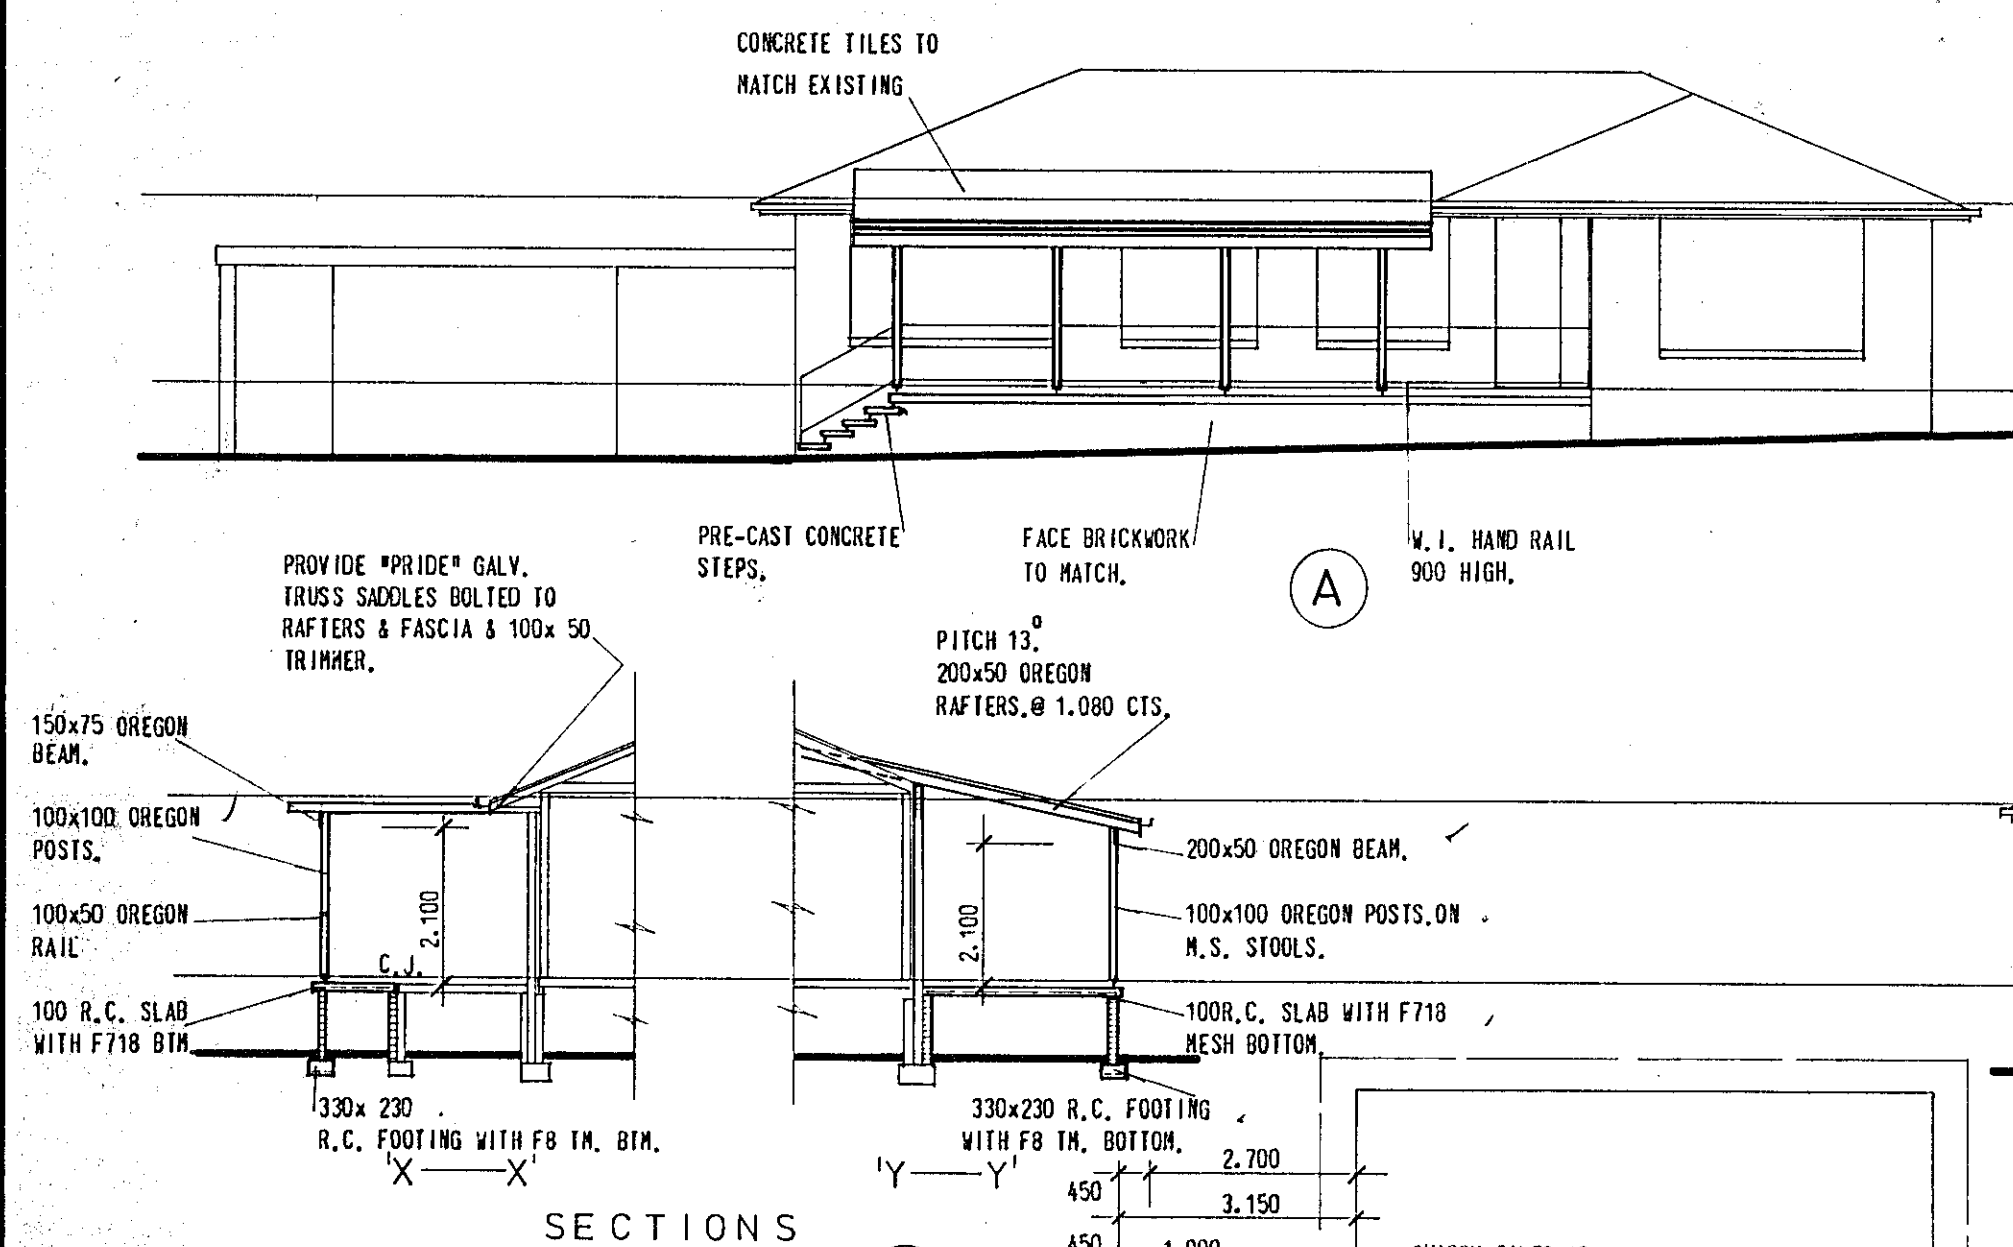 CONCRETE TILES TO
MATCH EXISTING
PRE-CAST CONCRETE
STEPS.
FACE BRICKWORK
TO MATCH.
A
W.I. HAND RAIL
900 HIGH.
PROVIDE "PRIDE" GALV.
TRUSS SADDLES BOLTED TO
RAFTERS & FASCIA & 100x 50
TRIMMER.
PITCH 13.°
200x50 OREGON
RAFTERS.@ 1.080 CTS.
150x75 OREGON
BEAM.
100x100 OREGON
POSTS.
100x50 OREGON
RAIL
100 R.C. SLAB
WITH F718 BTM
2.100
C.J.
2.100
200x50 OREGON BEAM.
100x100 OREGON POSTS.ON
M.S. STOOLS.
100R.C. SLAB WITH F718
MESH BOTTOM.
330x 230
R.C. FOOTING WITH F8 TM. BTM.
'X X'
330x230 R.C. FOOTING
WITH F8 TM. BOTTOM.
'Y Y'
2.700
450
3.150
SECTIONS
450